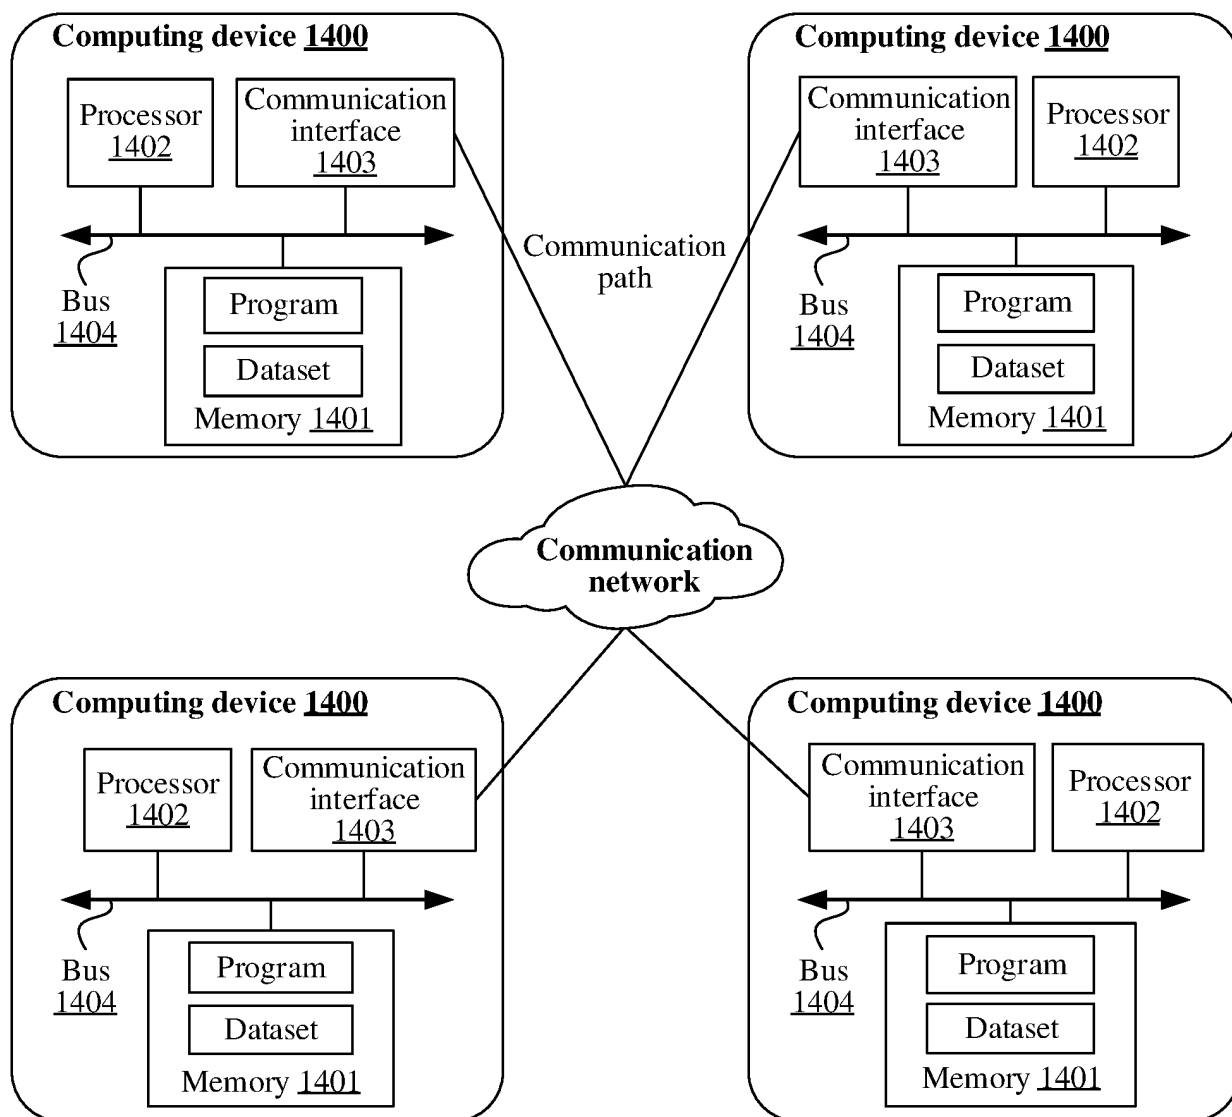 Computing device 1400
Processor
1402
Communication
interface
1403
Bus
1404
Program
Dataset
Memory 1401
Communication
path
Computing device 1400
Communication
interface
1403
Processor
1402
Bus
1404
Program
Dataset
Memory 1401
Communication
network
Computing device 1400
Processor
1402
Communication
interface
1403
Bus
1404
Program
Dataset
Memory 1401
Computing device 1400
Communication
interface
1403
Processor
1402
Bus
1404
Program
Dataset
Memory 1401